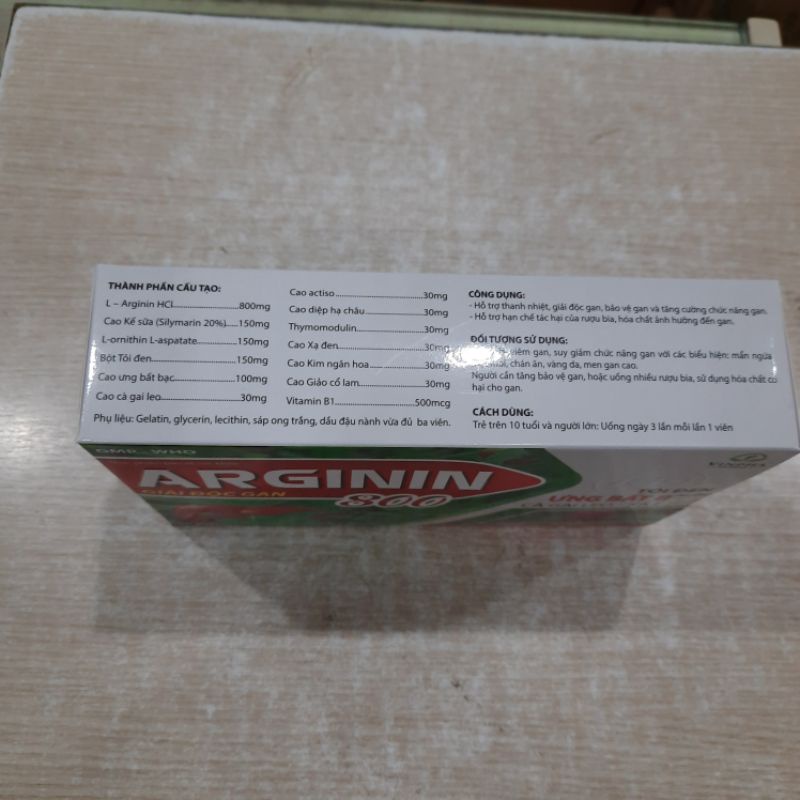 THÀNH PHẦN CẤU TẠO:
L – Arginin HCl.....................800mg
Cao Kế sữa (Silymarin 20%).....150mg
L-ornithin L-aspatate...............150mg
Bột Tỏi đen............................150mg
Cao ưng bất bạc.....................100mg
Cao cà gai leo..........................30mg
Cao actiso.............................30mg
Cao diệp hạ châu....................30mg
Thymomodulin........................30mg
Cao Xạ đen............................30mg
Cao Kim ngân hoa...................30mg
Cao Giảo cổ lam.....................30mg
Vitamin B1............................500mcg
Phụ liệu: Gelatin, glycerin, lecithin, sáp ong trắng, dầu đậu nành vừa đủ ba viên.
CÔNG DỤNG:
- Hỗ trợ thanh nhiệt, giải độc gan, bảo vệ gan và tăng cường chức năng gan.
- Hỗ trợ hạn chế tác hại của rượu bia, hóa chất ảnh hưởng đến gan.
ĐỐI TƯỢNG SỬ DỤNG:
viêm gan, suy giảm chức năng gan với các biểu hiện: mẩn ngứa
chán ăn, vàng da, men gan cao.
Người cần tăng bảo vệ gan, hoặc uống nhiều rượu bia, sử dụng hóa chất có
hại cho gan.
CÁCH DÙNG:
Trẻ trên 10 tuổi và người lớn: Uống ngày 3 lần mỗi lần 1 viên
GMP - WHO
ARGININ
GIẢI ĐỘC GAN
800
TỎI ĐEN
ƯNG BẤT
CÀ GAI LEO